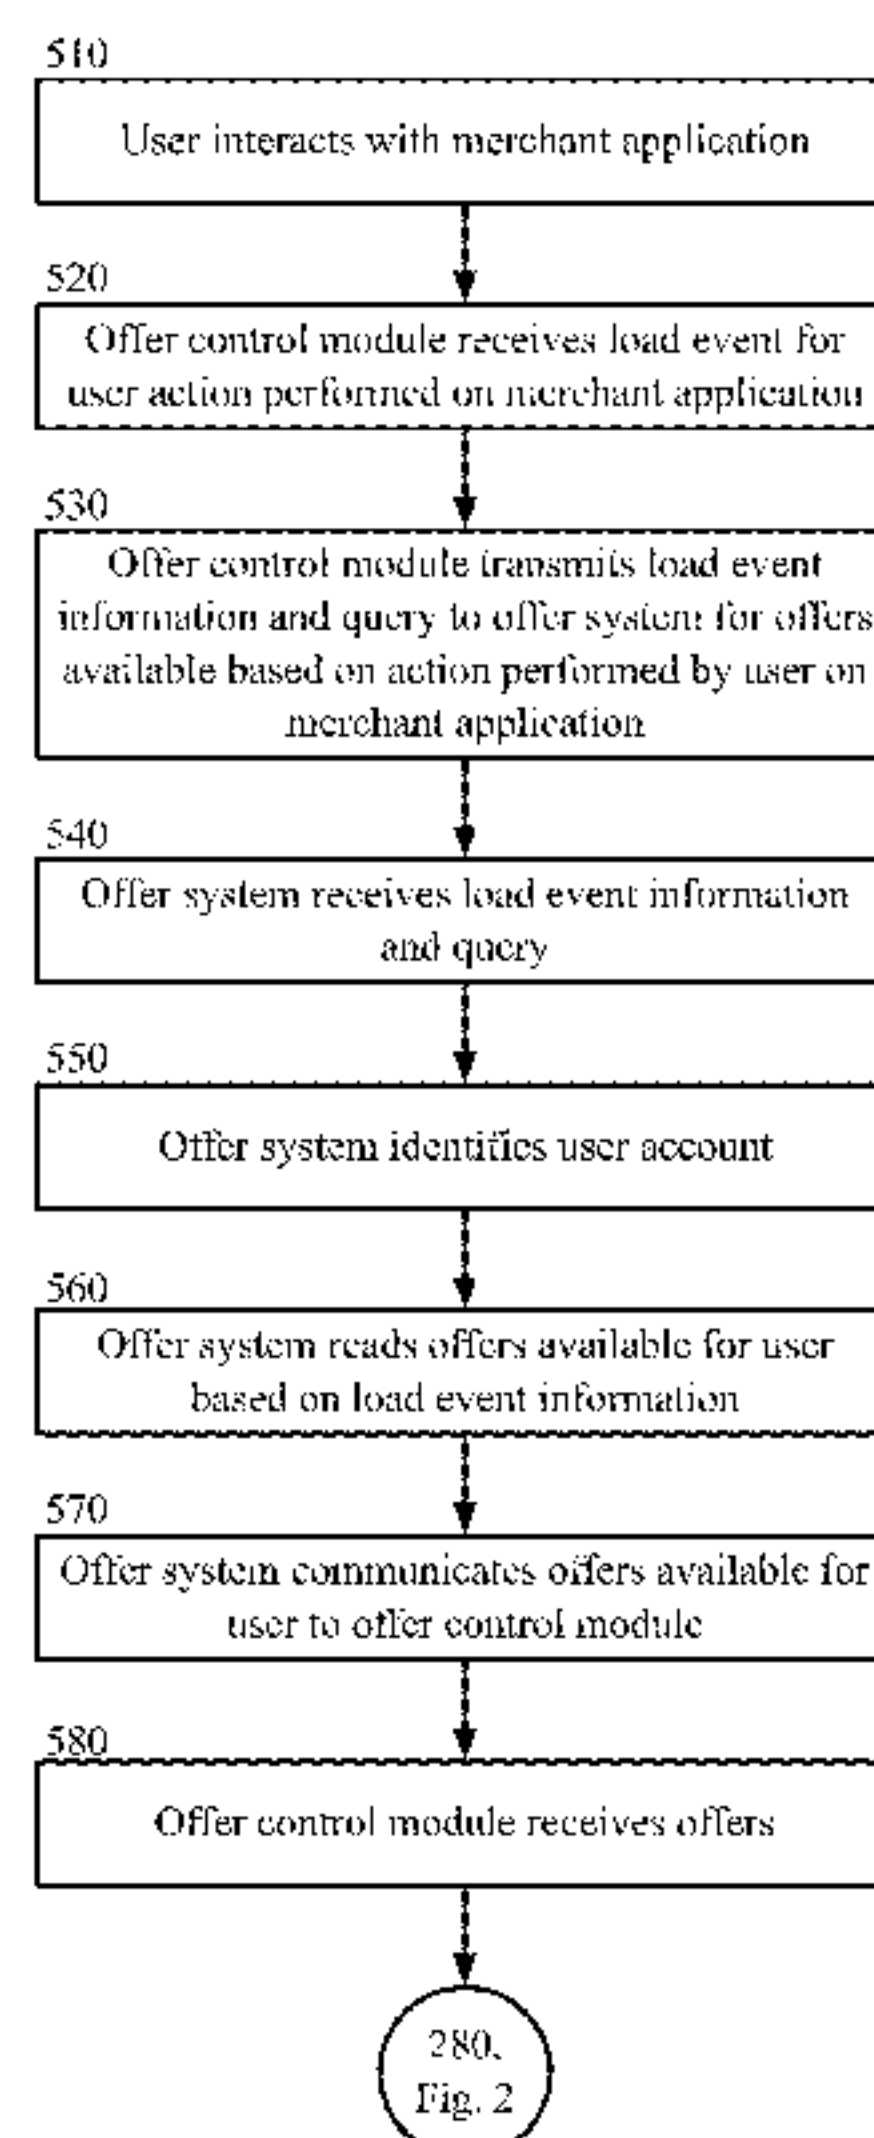 510
User interacts with merchant application
520
Offer control module receives load event for
user action performed on merchant application
530
Offer control module transmits load event
information and query to offer system for offers
available based on action performed by user on
merchant application
540
Offer system receives load event information
and query
550
Offer system identifies user account
560
Offer system reads offers available for user
based on load event information
570
Offer system communicates offers available for
user to offer control module
580
Offer control module receives offers
280,
Fig. 2